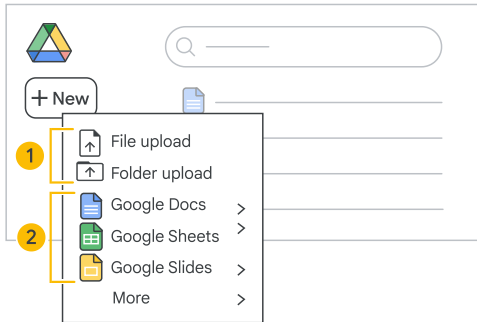 + New
1
File upload
Folder upload
2
Google Docs
Google Sheets
Google Slides
More